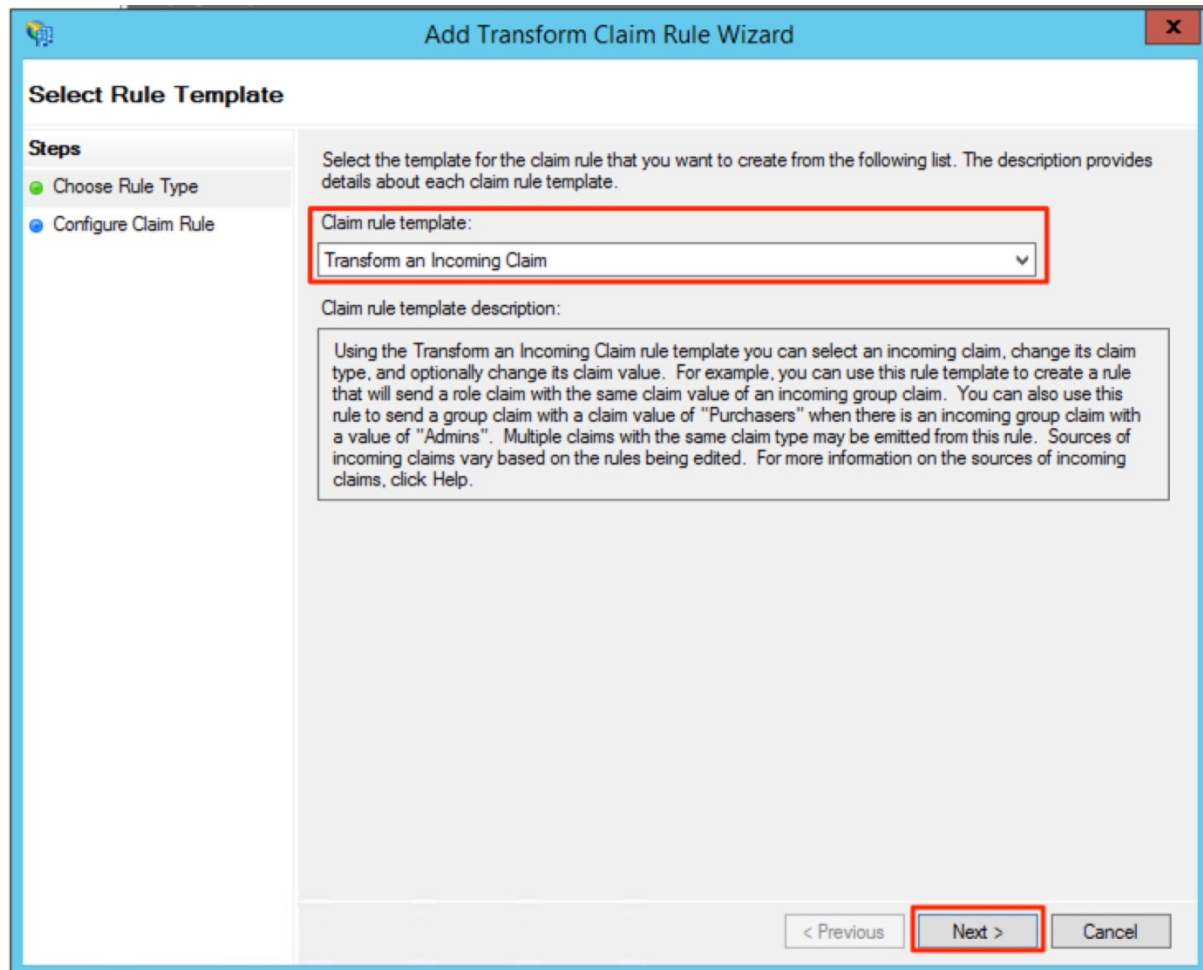 Add Transform Claim Rule Wizard
x
Select Rule Template
Steps
Choose Rule Type
Configure Claim Rule
Select the template for the claim rule that you want to create from the following list. The description provides
details about each claim rule template.
Claim rule template:
Transform an Incoming Claim
Claim rule template description:
Using the Transform an Incoming Claim rule template you can select an incoming claim, change its claim
type, and optionally change its claim value. For example, you can use this rule template to create a rule
that will send a role claim with the same claim value of an incoming group claim. You can also use this
rule to send a group claim with a claim value of "Purchasers" when there is an incoming group claim with
a value of "Admins". Multiple claims with the same claim type may be emitted from this rule. Sources of
incoming claims vary based on the rules being edited. For more information on the sources of incoming
claims, click Help.
< Previous
Next >
Cancel